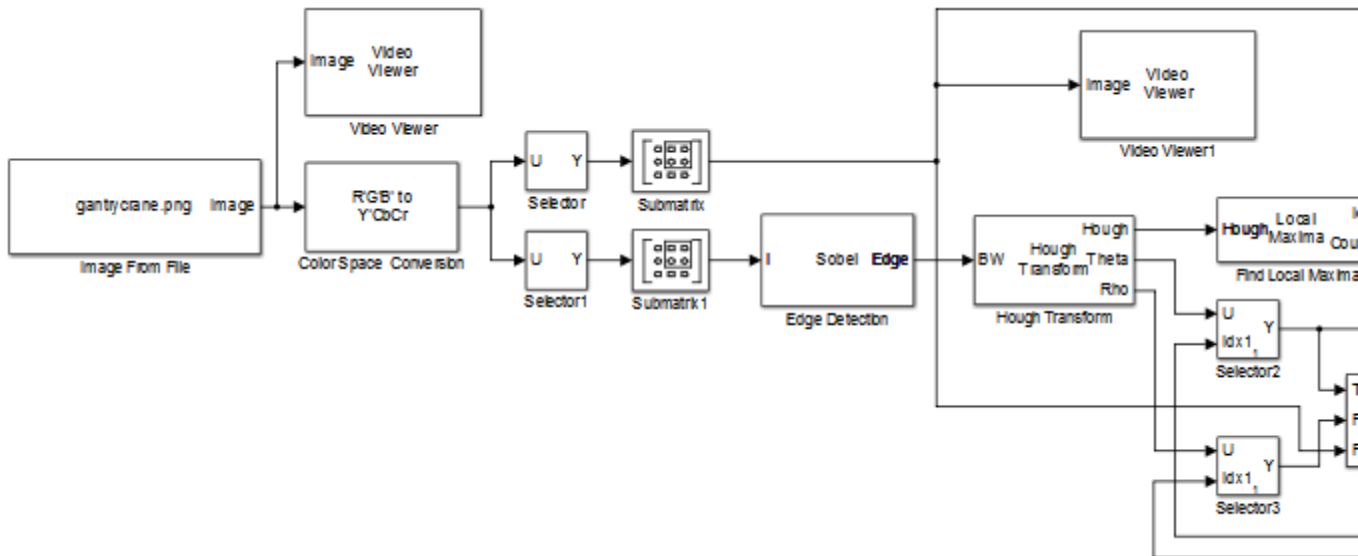 Image
Video
Viewer
Video Viewer
gantrycrane.png
Image
Image From File
R'G'B' to
Y'CbCr
Color Space Conversion
U
Y
Selector
U
Y
Selector1
Submatrix
Submatrix1
I
Sobel
Edge
Edge Detection
Image
Video
Viewer
Video Viewer1
BW
Hough
Transform
Hough
Theta
Rho
Hough Transform
Hough
Local
Maxima
Find Local Maxima
U
Idx1
Y
1
Selector2
U
Idx1
Y
1
Selector3
T